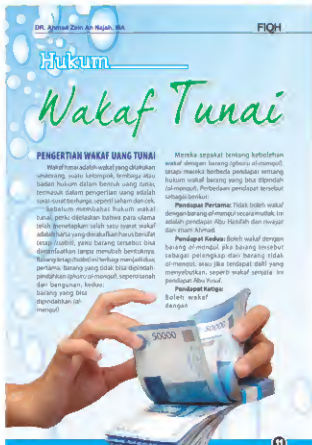 DR. Ahmad Zain An Najah, MA
FIQH
Hukum
Wakaf Tunai
PENGERTIAN WAKAF UANG TUNAI
Wakaf tunai adalah wakaf yang dilakukan
seseorang, suatu kelompok, lembaga atau
badan hukum dalam bentuk uang tunai,
termasuk dalam pengertian uang adalah
surat-surat berharga, seperti saham dan cek.
Sebelum membahas hukum wakaf
tunai, perlu dijelaskan bahwa para ulama
telah menetapkan salah satu syarat wakaf
adalah harta yang diwakafkan harus bersifat
tetap (tsabit), yang barang tersebut bisa
dimanfaatkan tanpa merubah bentuknya.
Barang tetap (tsabit) ini terbagi menjadi dua,
pertama: barang yang tidak bisa dipindah-
pindahkan (ghoiru al-manqul), seperti tanah
dan bangunan, kedua:
barang yang bisa
dipindahkan (al-
manqul)
Mereka sepakat tentang kebolehan
wakaf dengan barang (ghoiru al-manqul),
tetapi mereka berbeda pendapat tentang
hukum wakaf barang yang bisa dipindah
(al-manqul). Perbedaan pendapat tersebut
sebagai berikut:
Pendapat Pertama: Tidak boleh wakaf
dengan barang al-manqul secara mutlak. Ini
adalah pendapat Abu Hanifah dan riwayat
dari Imam Ahmad.
Pendapat Kedua: Boleh wakaf dengan
barang al-manqul, jika barang tersebut
sebagai pelengkap dari barang tidak
al-manqul, atau jika terdapat dalil yang
menyebutkan, seperti wakaf senjata. Ini
pendapat Abu Yusuf.
Pendapat Ketiga:
Boleh wakaf
dengan
50000
50000